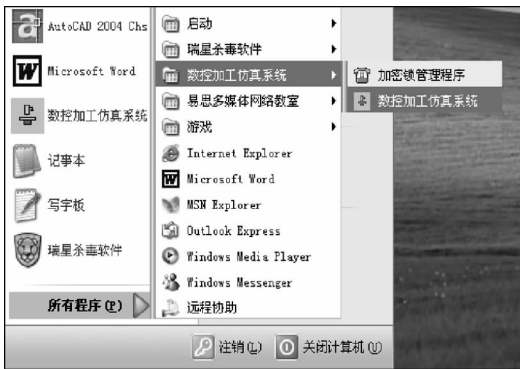 AutoCAD 2004 Chs
Microsoft Word
数控加工仿真系统
记事本
写字板
瑞星杀毒软件
所有程序(P)
启动
瑞星杀毒软件
数控加工仿真系统
易思多媒体网络教室
游戏
Internet Explorer
Microsoft Word
MSN Explorer
Outlook Express
Windows Media Player
Windows Messenger
远程协助
加密锁管理程序
数控加工仿真系统
注销(L)
关闭计算机(U)